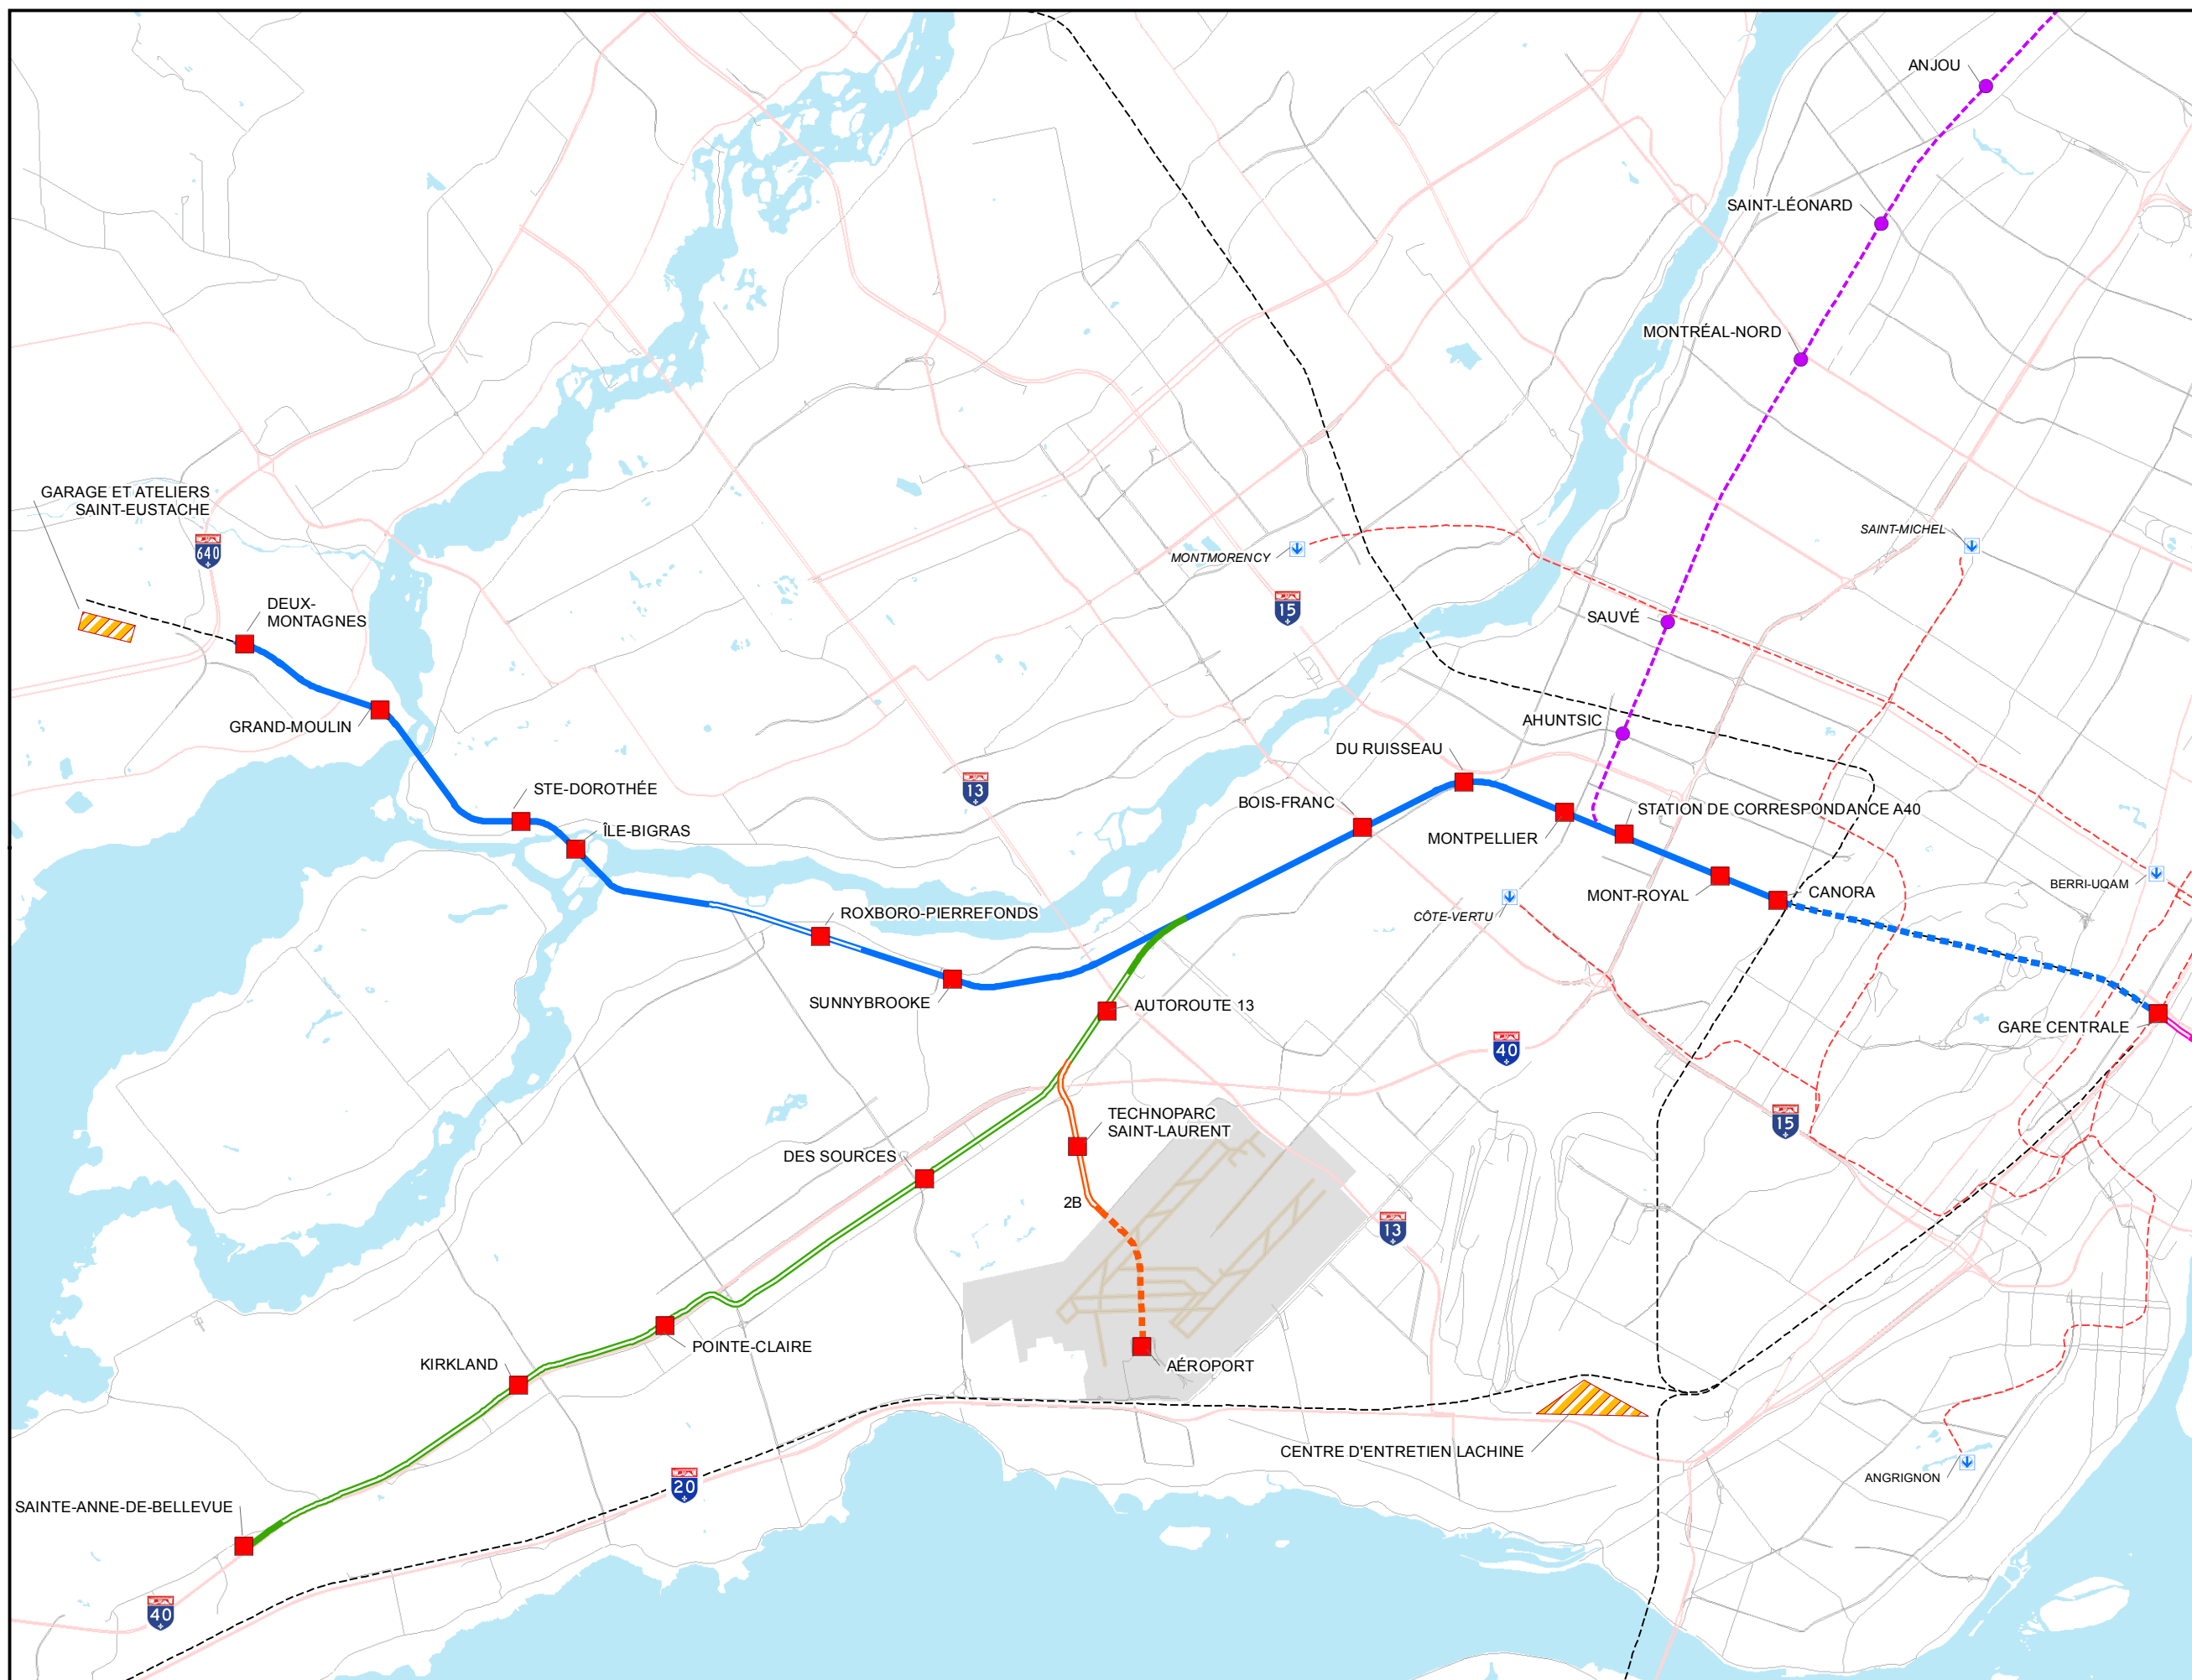 ANJOU
SAINT-LÉONARD
MONTRÉAL-NORD
GARAGE ET ATELIERS
SAINT-EUSTACHE
640
SAINT-MICHEL
MONTMORENCY
15
DEUX-
MONTAGNES
SAUVÉ
GRAND-MOULIN
AHUNTSIC
DU RUISSEAU
STE-DOROTHÉE
13
BOIS-FRANC
STATION DE CORRESPONDANCE A40
ÎLE-BIGRAS
MONTPELLIER
BERRI-UQAM
MONT-ROYAL
CANORA
ROXBORO-PIERREFONDS
CÔTE-VERTU
SUNNYBROOKE
AUTOROUTE 13
GARE CENTRALE
40
TECHNOPARC
SAINT-LAURENT
15
DES SOURCES
2B
13
POINTE-CLAIRE
KIRKLAND
AÉROPORT
CENTRE D'ENTRETIEN LACHINE
ANGRIGNON
20
SAINTE-ANNE-DE-BELLEVUE
40